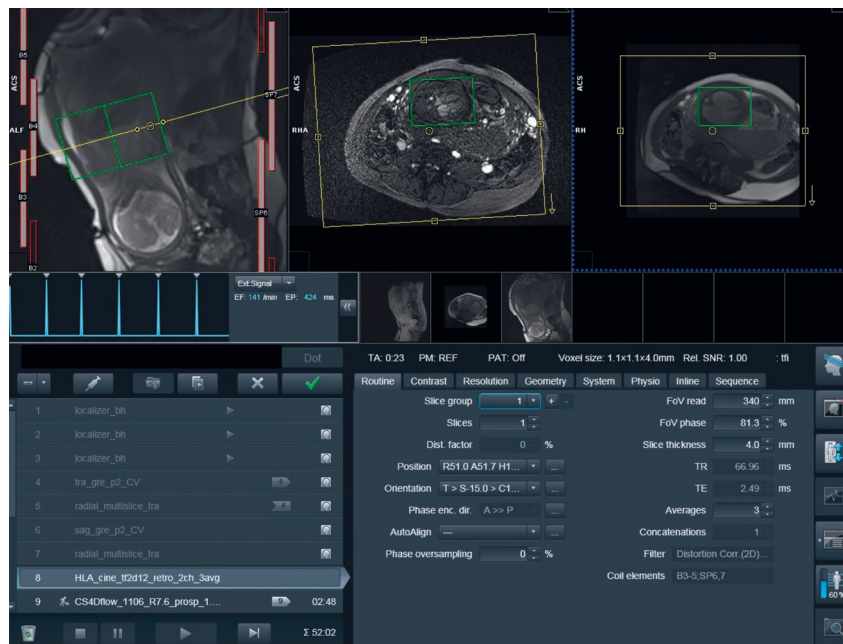 ACS
ALF
B5
B4
B3
B2
SP7
SP6
ACS
RHA
ACS
RH
Ext.Signal
EF: 141 /min EP: 424 ms
Dot
TA: 0:23 PM: REF PAT: Off Voxel size: 1.1×1.1×4.0mm Rel. SNR: 1.00 : tfi
Routine Contrast Resolution Geometry System Physio Inline Sequence
1 localizer_bh
2 localizer_bh
3 localizer_bh
4 tra_gre_p2_CV
5 radial_multislice_tra
6 sag_gre_p2_CV
7 radial_multislice_tra
8 HLA_cine_tf2d12_retro_2ch_3avg
9 CS4Dflow_1106_R7.6_prosp_1.... 9 02:48
Σ 52:02
Slice group 1 + -
Slices 1
Dist. factor 0 %
Position R51.0 A51.7 H1... ...
Orientation T > S-15.0 > C1... ...
Phase enc. dir. A >> P ...
AutoAlign --- ...
Phase oversampling 0 %
FoV read 340 mm
FoV phase 81.3 %
Slice thickness 4.0 mm
TR 66.96 ms
TE 2.49 ms
Averages 3
Concatenations 1
Filter Distortion Corr.(2D)...
Coil elements B3-5;SP6,7
60 %